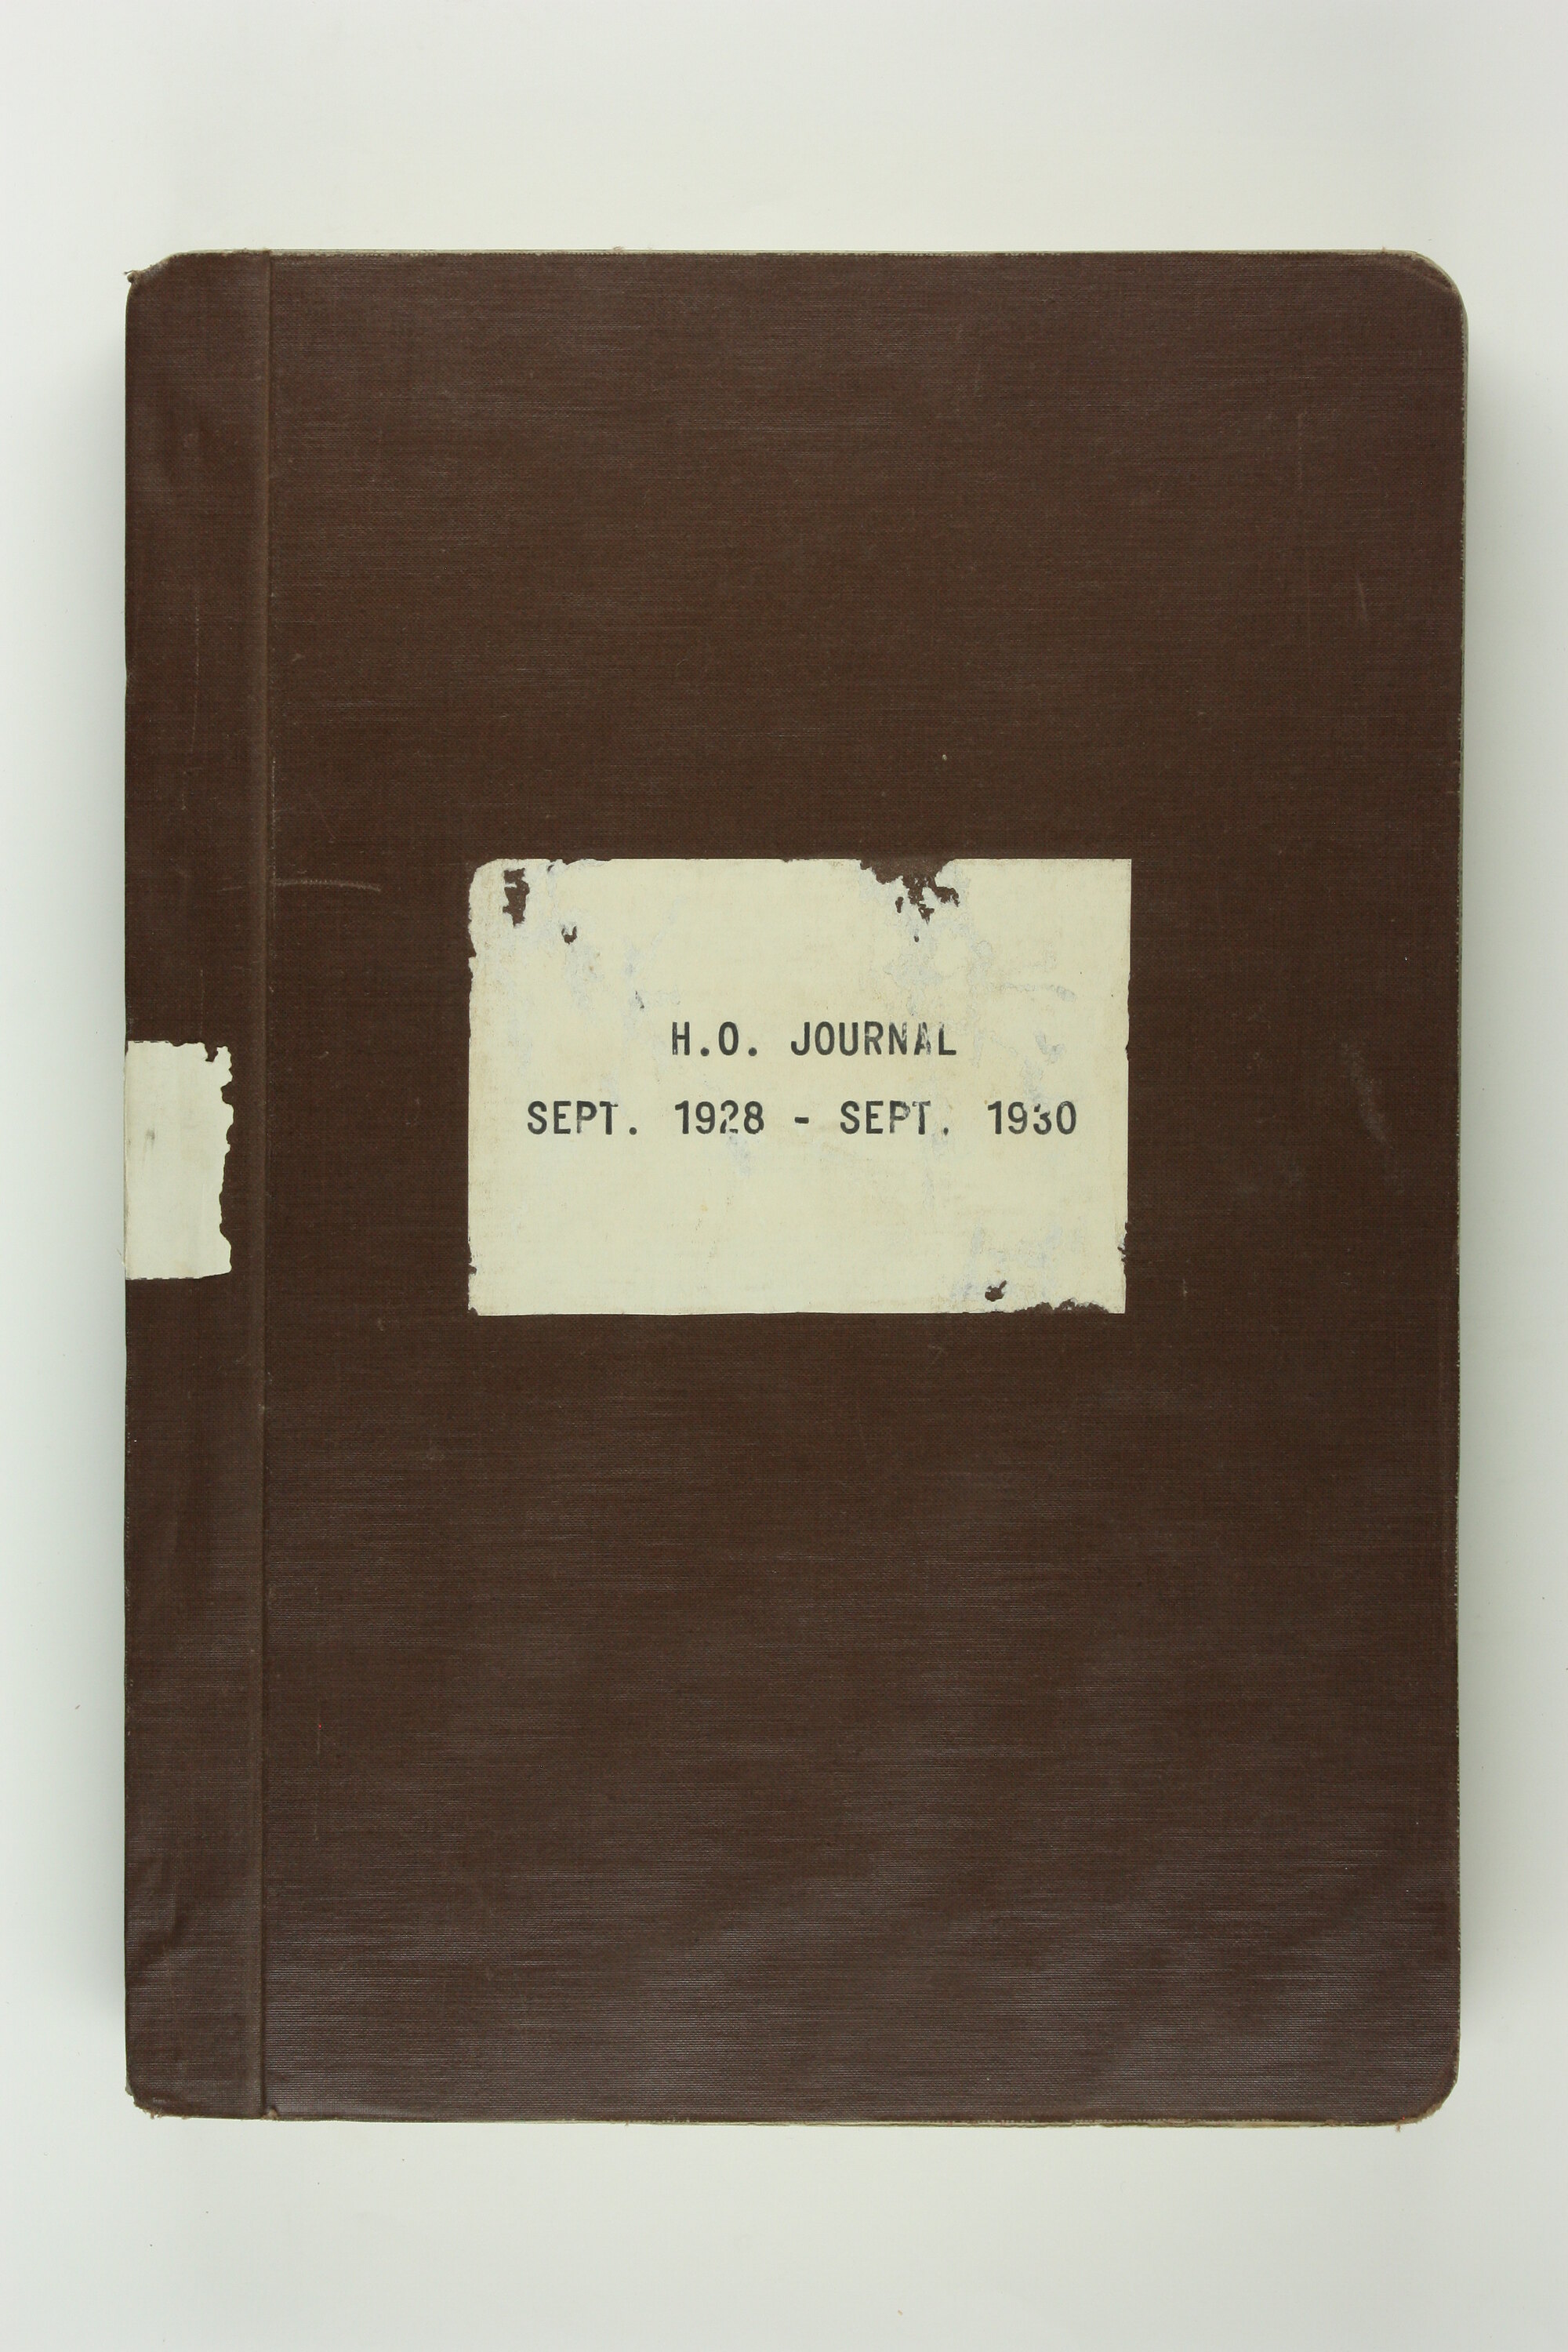 H.O. JOURNAL
SEPT. 1928 - SEPT. 1930